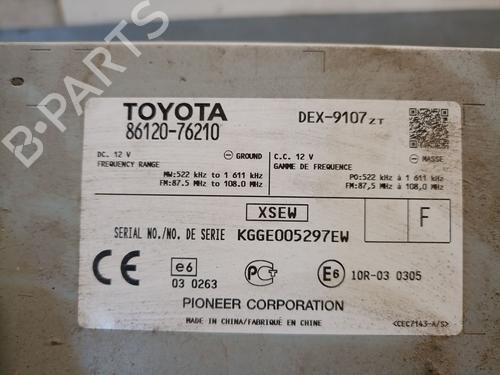 TOYOTA
86120-76210
DEX-9107ZT
DC. 12 V
GROUND
FREQUENCY RANGE
MW:522 kHz to 1 611 kHz
FM:87.5 MHz to 108.0 MHz
C.C. 12 V
MASSE
GAMME DE FREQUENCE
PO:522 kHz à 1 611 kHz
FM:87,5 MHz à 108,0 MHz
XSEW
F
SERIAL NO./NO. DE SERIE KGGE005297EW
CE
e6
03 0263
E6
10R-03 0305
PIONEER CORPORATION
MADE IN CHINA/FABRIQUÉ EN CHINE
<CEC7143-A/S>
B-Parts